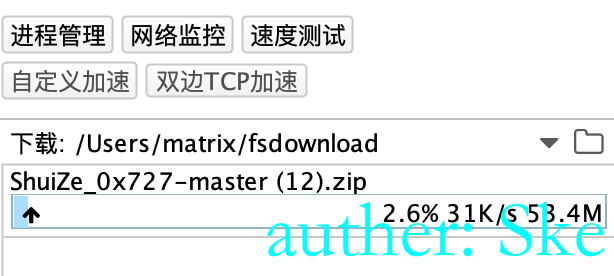 进程管理 网络监控 速度测试
自定义加速 双边TCP加速
下载: /Users/matrix/fsdownload
ShuiZe_0x727-master (12).zip
2.6% 31K/s 53.4M
auther: Ske